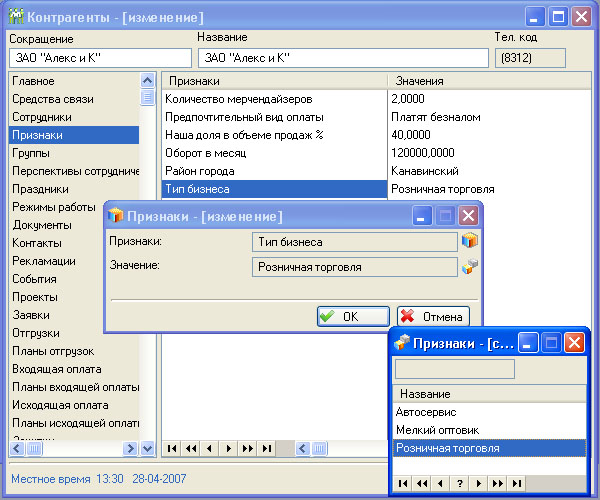 Контрагенты - [изменение]
Сокращение
Название
Тел. код
ЗАО "Алекс и К"
ЗАО "Алекс и К"
(8312)
Главное
Средства связи
Сотрудники
Признаки
Группы
Перспективы сотрудниче
Праздники
Режимы работы
Документы
Контакты
Рекламации
События
Проекты
Заявки
Отгрузки
Планы отгрузок
Входящая оплата
Планы входящей оплаты
Исходящая оплата
Планы исходящей оплат
Признаки
Значения
Количество мерчендайзеров
2,0000
Предпочтительный вид оплаты
Платят безналом
Наша доля в объеме продаж %
40,0000
Оборот в месяц
120000,0000
Район города
Канавинский
Тип бизнеса
Розничная торговля
Признаки - [изменение]
Признаки:
Тип бизнеса
Значение:
Розничная торговля
OK
Отмена
Признаки - [с...
Название
Автосервис
Мелкий оптовик
Розничная торговля
?
Местное время 13:30 28-04-2007